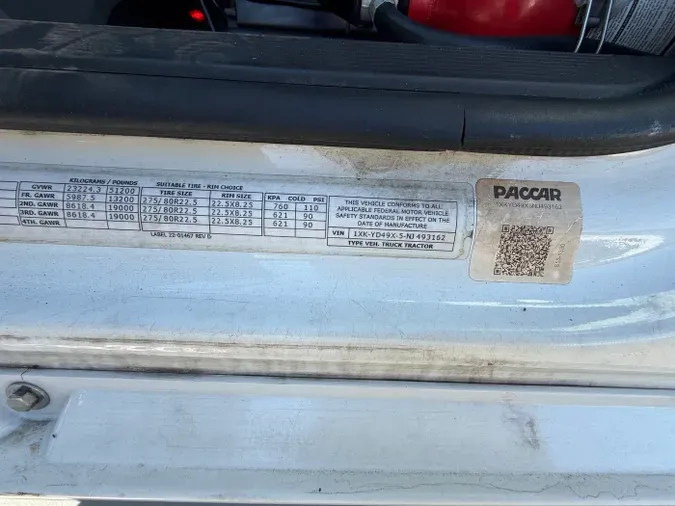 KILOGRAMS / POUNDS SUITABLE TIRE - RIM CHOICE
GVWR 23224.3 51200 TIRE SIZE RIM SIZE KPA COLD PSI
FR. GAWR 5987.5 13200 275/80R22.5 22.5X8.25 760 110
2ND. GAWR 8618.4 19000 275/80R22.5 22.5X8.25 621 90
3RD. GAWR 8618.4 19000 275/80R22.5 22.5X8.25 621 90
4TH. GAWR
LABEL 22-01467 REV D
THIS VEHICLE CONFORMS TO ALL
APPLICABLE FEDERAL MOTOR VEHICLE
SAFETY STANDARDS IN EFFECT ON THE
DATE OF MANUFACTURE
VIN 1XK-YD49X-5-NJ 493162
TYPE VEH. TRUCK TRACTOR
PACCAR